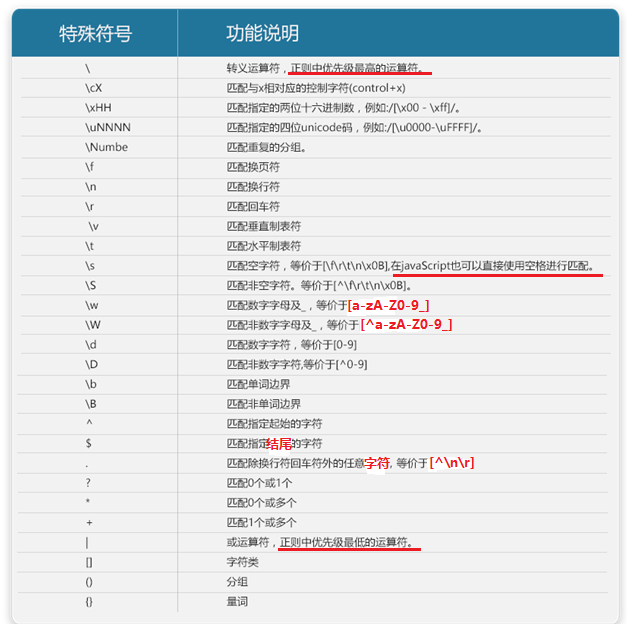 特殊符号 功能说明
\ 转义运算符，正则中优先级最高的运算符。
\cX 匹配与x相对应的控制字符(control+x)
\xHH 匹配指定的两位十六进制数，例如:/[\x00 - \xff]/。
\uNNNN 匹配指定的四位unicode码，例如:/[\u0000-\uFFFF]/。
\Numbe 匹配重复的分组。
\f 匹配换页符
\n 匹配换行符
\r 匹配回车符
\v 匹配垂直制表符
\t 匹配水平制表符
\s 匹配空字符，等价于[\f\r\t\n\x0B],在javaScript也可以直接使用空格进行匹配。
\S 匹配非空字符。等价于[^\f\r\t\n\x0B]。
\w 匹配数字字母及_，等价于[a-zA-Z0-9_]
\W 匹配非数字字母及_，等价于[^a-zA-Z0-9_]
\d 匹配数字字符，等价于[0-9]
\D 匹配非数字字符,等价于[^0-9]
\b 匹配单词边界
\B 匹配非单词边界
^ 匹配指定起始的字符
$ 匹配指定结尾的字符
. 匹配除换行符回车符外的任意字符, 等价于[^\n\r]
? 匹配0个或1个
* 匹配0个或多个
+ 匹配1个或多个
| 或运算符，正则中优先级最低的运算符。
[] 字符类
() 分组
{} 量词